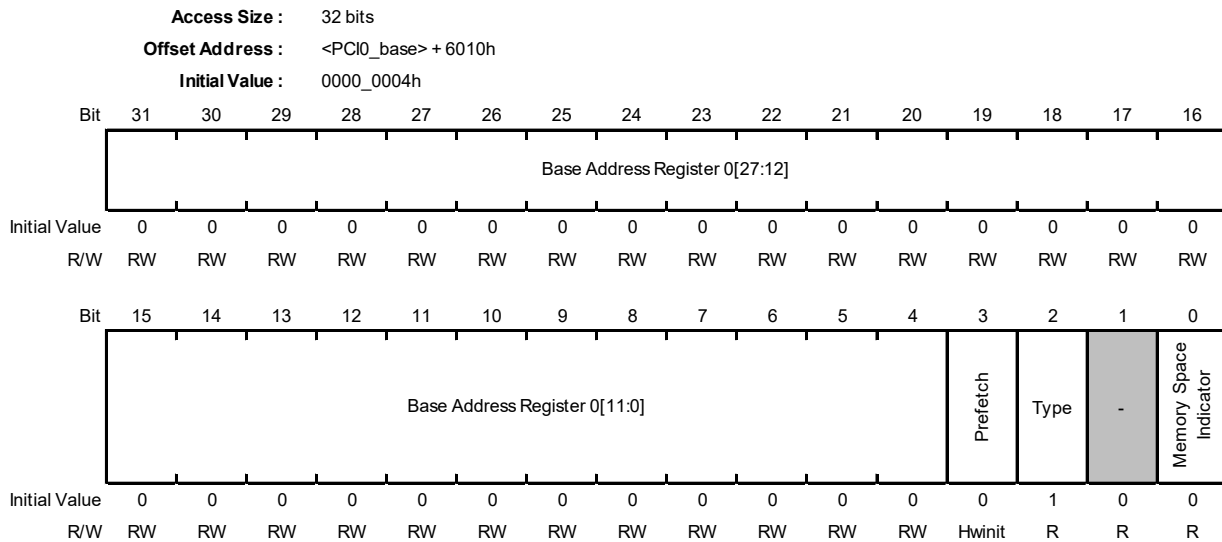 Access Size : 32 bits
Offset Address : <PCI0_base> + 6010h
Initial Value : 0000_0004h
Bit 31 30 29 28 27 26 25 24 23 22 21 20 19 18 17 16
Base Address Register 0[27:12]
Initial Value 0 0 0 0 0 0 0 0 0 0 0 0 0 0 0 0
R/W RW RW RW RW RW RW RW RW RW RW RW RW RW RW RW RW
Bit 15 14 13 12 11 10 9 8 7 6 5 4 3 2 1 0
Base Address Register 0[11:0] Prefetch Type - Memory Space Indicator
Initial Value 0 0 0 0 0 0 0 0 0 0 0 0 0 1 0 0
R/W RW RW RW RW RW RW RW RW RW RW RW RW Hwinit R R R